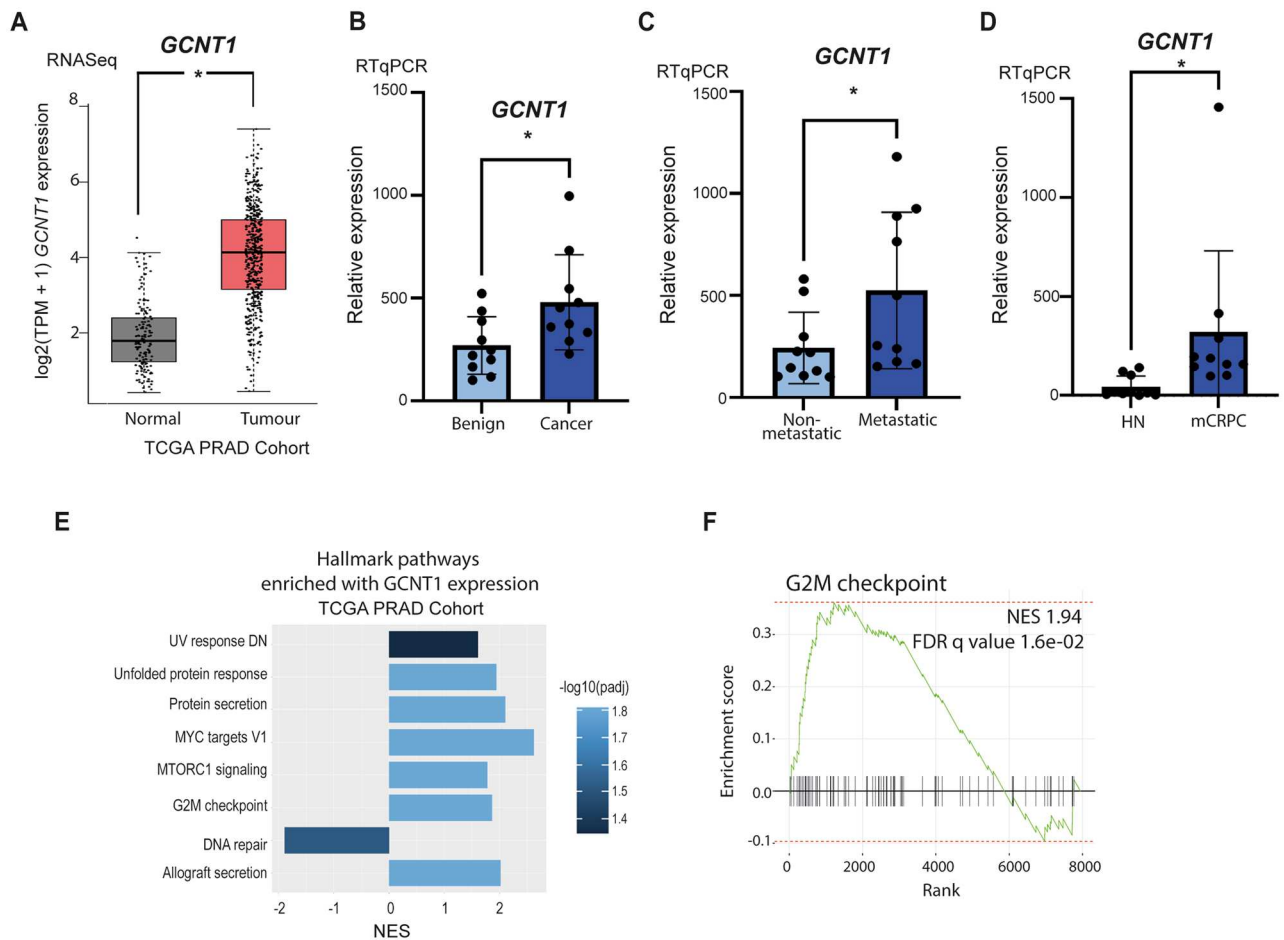 A
RNASeq
GCNT1
*
log2(TPM + 1) GCNT1 expression
8
6
4
2
Normal
Tumour
TCGA PRAD Cohort
B
RTqPCR
GCNT1
*
Relative expression
1500
1000
500
0
Benign
Cancer
C
RTqPCR
GCNT1
*
Relative expression
1500
1000
500
0
Non-
metastatic
Metastatic
D
RTqPCR
GCNT1
*
Relative expression
1500
1000
500
0
HN
mCRPC
E
Hallmark pathways
enriched with GCNT1 expression
TCGA PRAD Cohort
UV response DN
Unfolded protein response
Protein secretion
MYC targets V1
MTORC1 signaling
G2M checkpoint
DNA repair
Allograft secretion
-2
-1
0
1
2
NES
-log10(padj)
1.8
1.7
1.6
1.5
1.4
F
G2M checkpoint
NES 1.94
FDR q value 1.6e-02
Enrichment score
0.3
0.2
0.1
0.0
-0.1
0
2000
4000
6000
8000
Rank